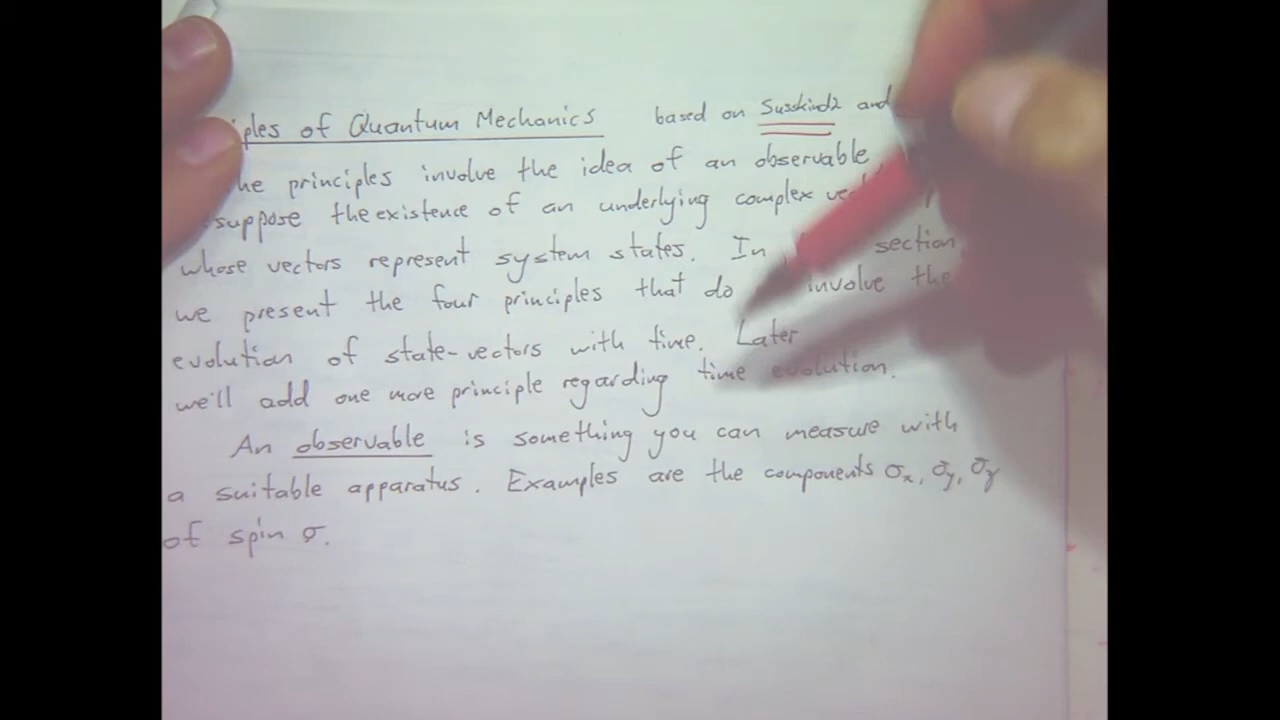 iples of Quantum Mechanics based on Susskind2 and
he principles involve the idea of an observable
suppose the existence of an underlying complex
whose vectors represent system states. In section
we present the four principles that do involve the
evolution of state-vectors with time. Later
we'll add one more principle regarding time evolution.
An observable is something you can measure with
a suitable apparatus. Examples are the components σx, σy, σz
of spin σ.